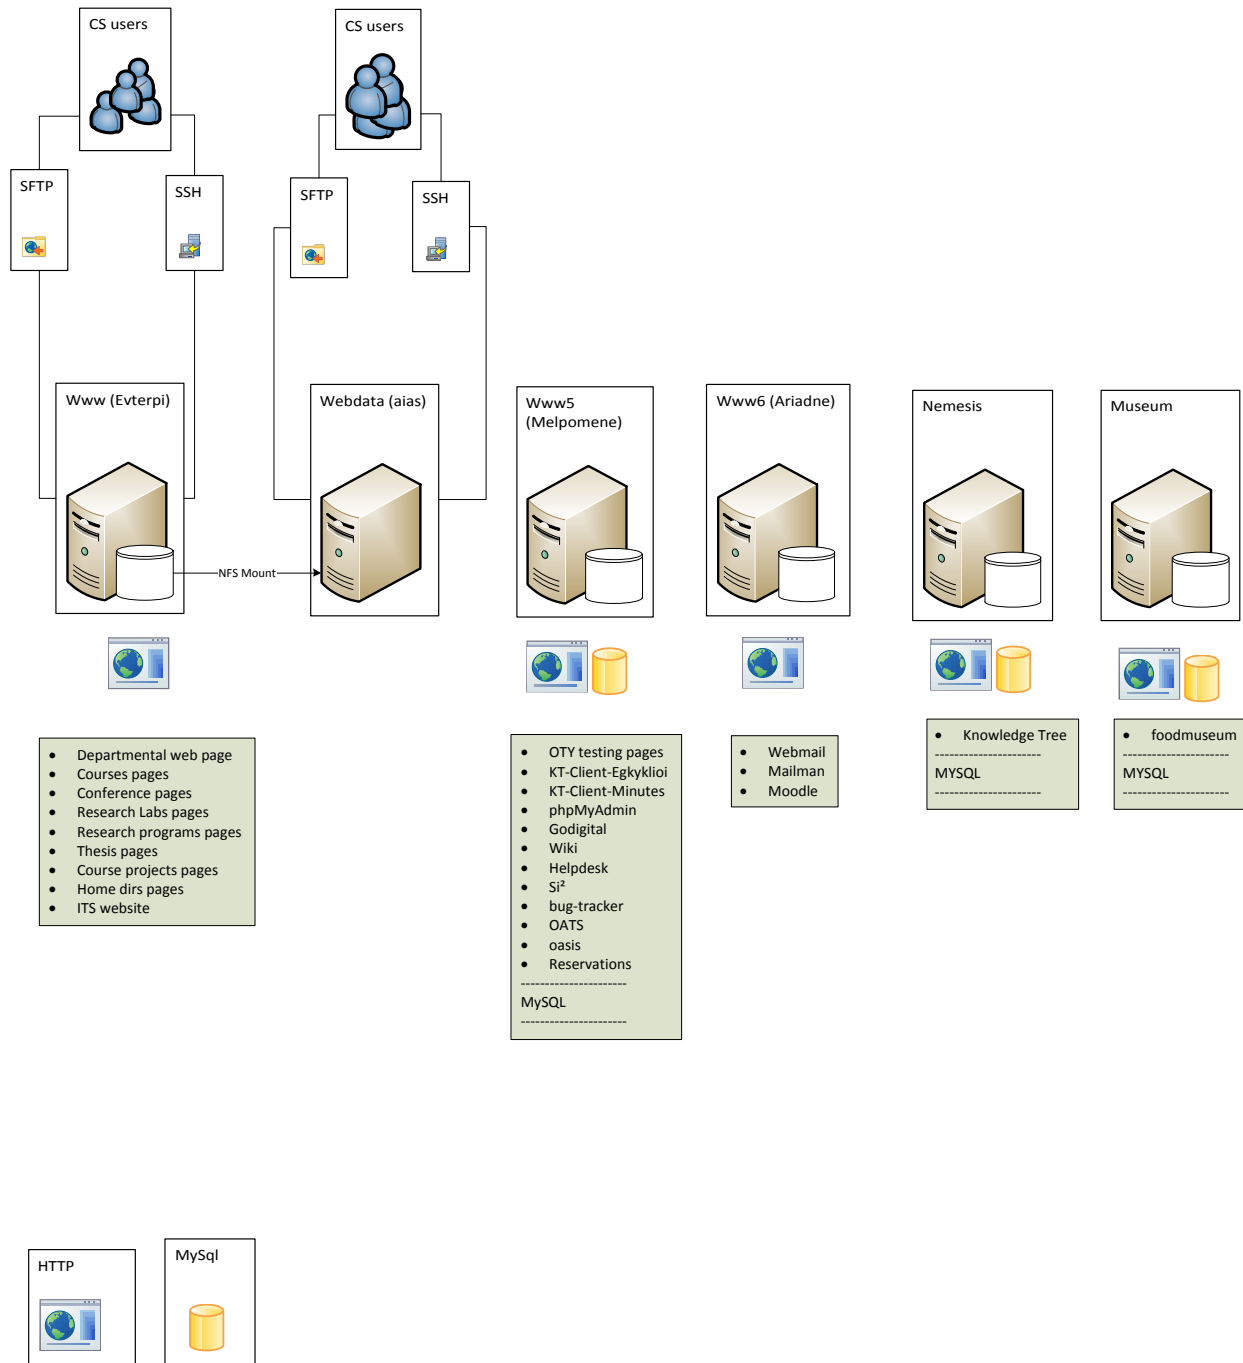 CS users
CS users
SFTP
SSH
SFTP
SSH
Www (Evterpi)
Webdata (aias)
Www5
(Melpomene)
Www6 (Ariadne)
Nemesis
Museum
NFS Mount
• Departmental web page
• Courses pages
• Conference pages
• Research Labs pages
• Research programs pages
• Thesis pages
• Course projects pages
• Home dirs pages
• ITS website
• OTY testing pages
• KT-Client-Egkyklioi
• KT-Client-Minutes
• phpMyAdmin
• Godigital
• Wiki
• Helpdesk
• Si²
• bug-tracker
• OATS
• oasis
• Reservations
----------------------
MySQL
----------------------
• Webmail
• Mailman
• Moodle
• Knowledge Tree
----------------------
MYSQL
----------------------
• foodmuseum
----------------------
MYSQL
----------------------
HTTP
MySql